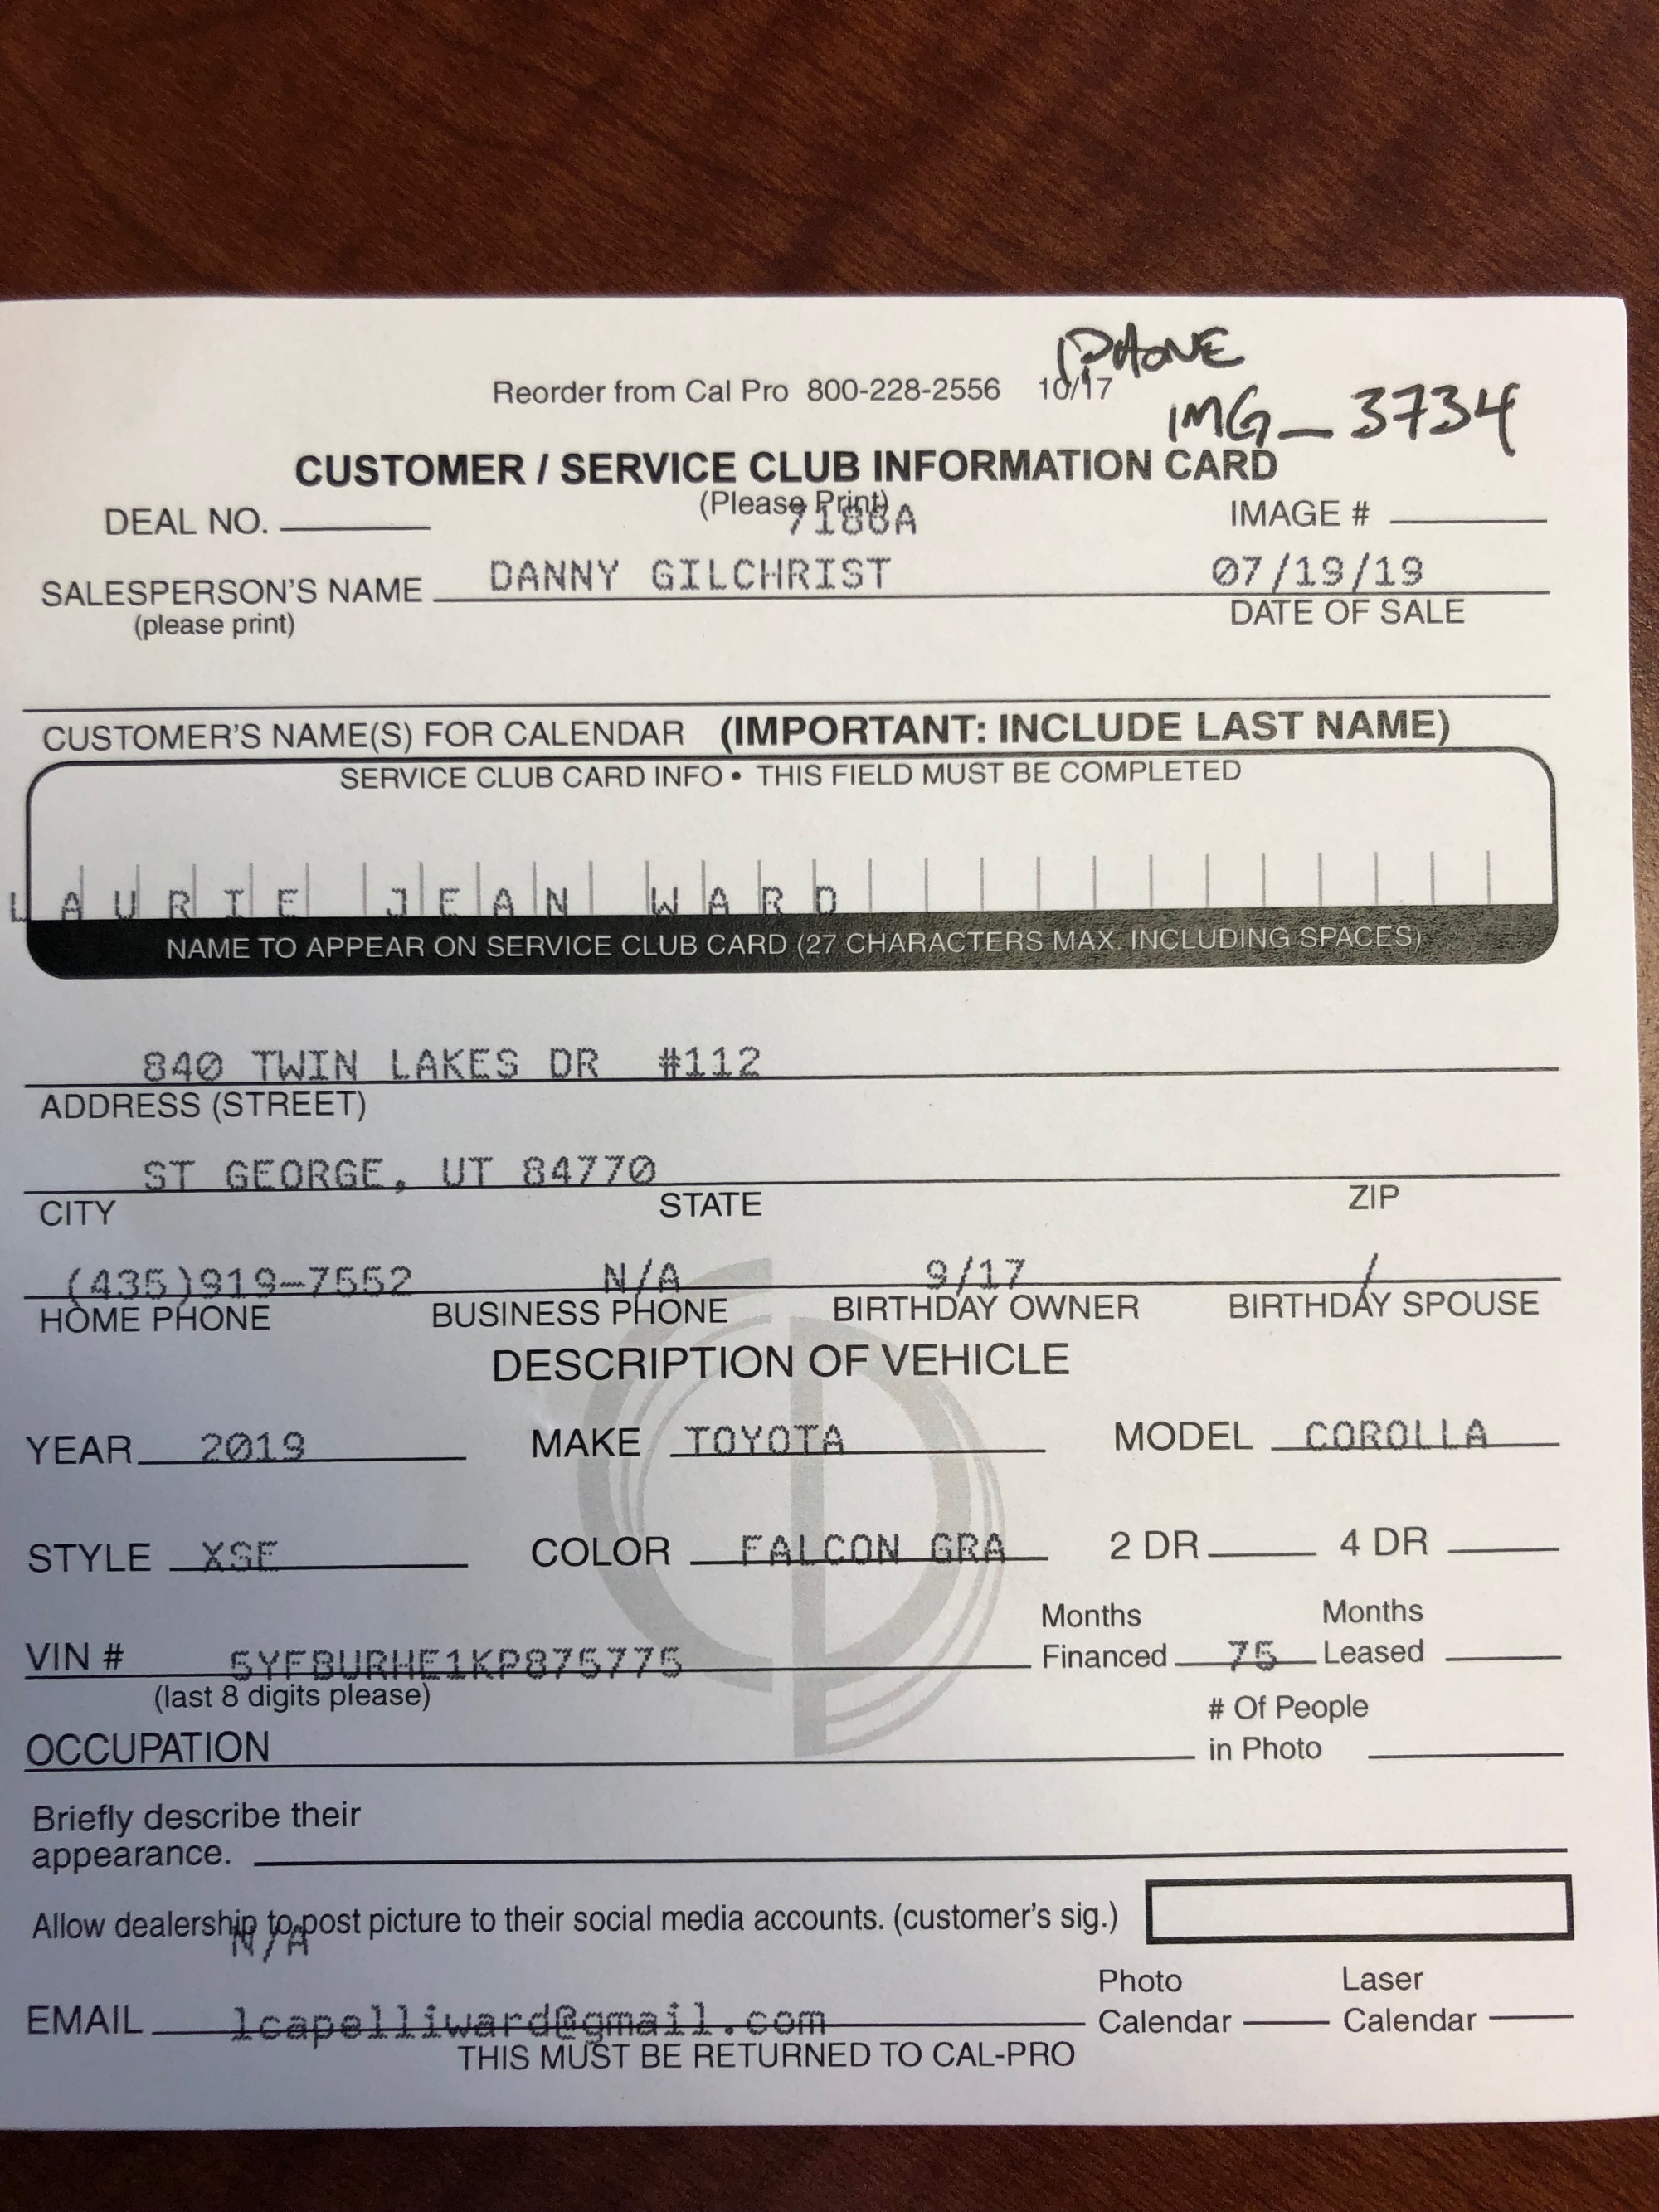 IPHONE
Reorder from Cal Pro 800-228-2556 10/17
IMG_3734
CUSTOMER / SERVICE CLUB INFORMATION CARD
(Please Print)
DEAL NO. IMAGE #
SALESPERSON'S NAME DANNY GILCHRIST 07/19/19
(please print) DATE OF SALE
CUSTOMER'S NAME(S) FOR CALENDAR (IMPORTANT: INCLUDE LAST NAME)
SERVICE CLUB CARD INFO • THIS FIELD MUST BE COMPLETED
LAURIE JEAN WARD
NAME TO APPEAR ON SERVICE CLUB CARD (27 CHARACTERS MAX. INCLUDING SPACES)
840 TWIN LAKES DR #112
ADDRESS (STREET)
ST GEORGE, UT 84770
CITY STATE ZIP
(435)919-7552 N/A 9/17 /
HOME PHONE BUSINESS PHONE BIRTHDAY OWNER BIRTHDAY SPOUSE
DESCRIPTION OF VEHICLE
YEAR 2019 MAKE TOYOTA MODEL COROLLA
STYLE XSE COLOR FALCON GRA 2 DR 4 DR
Months Months
VIN # 5YFBURHE1KP875775 Financed 75 Leased
(last 8 digits please) # Of People
OCCUPATION in Photo
Briefly describe their
appearance.
Allow dealership to post picture to their social media accounts. (customer's sig.)
N/A
Photo Laser
EMAIL lcapelliward@gmail.com Calendar Calendar
THIS MUST BE RETURNED TO CAL-PRO